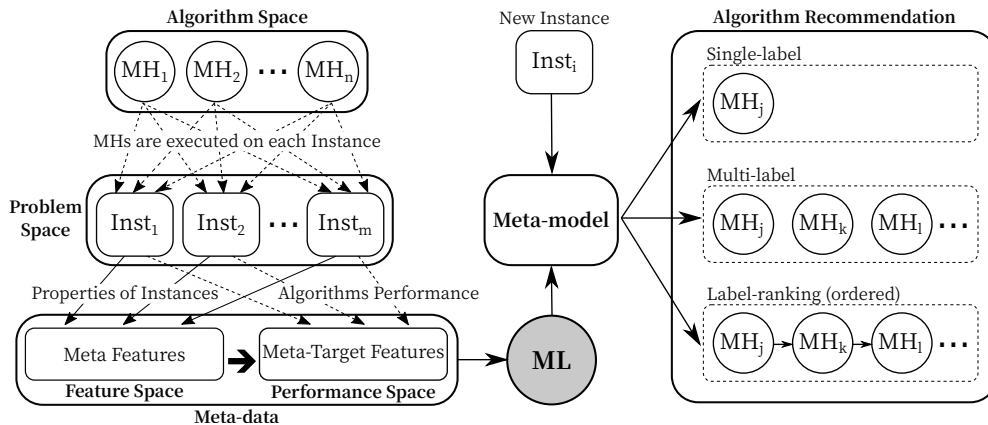 Algorithm Space
MH₁ MH₂ ··· MHₙ
MHs are executed on each Instance
Problem
Space
Inst₁ Inst₂ ··· Instₘ
Properties of Instances
Algorithms Performance
Meta Features
Meta-Target Features
Feature Space
Performance Space
Meta-data
ML
New Instance
Instᵢ
Meta-model
Algorithm Recommendation
Single-label
MHⱼ
Multi-label
MHⱼ MHₖ MHₗ ···
Label-ranking (ordered)
MHⱼ MHₖ MHₗ ···